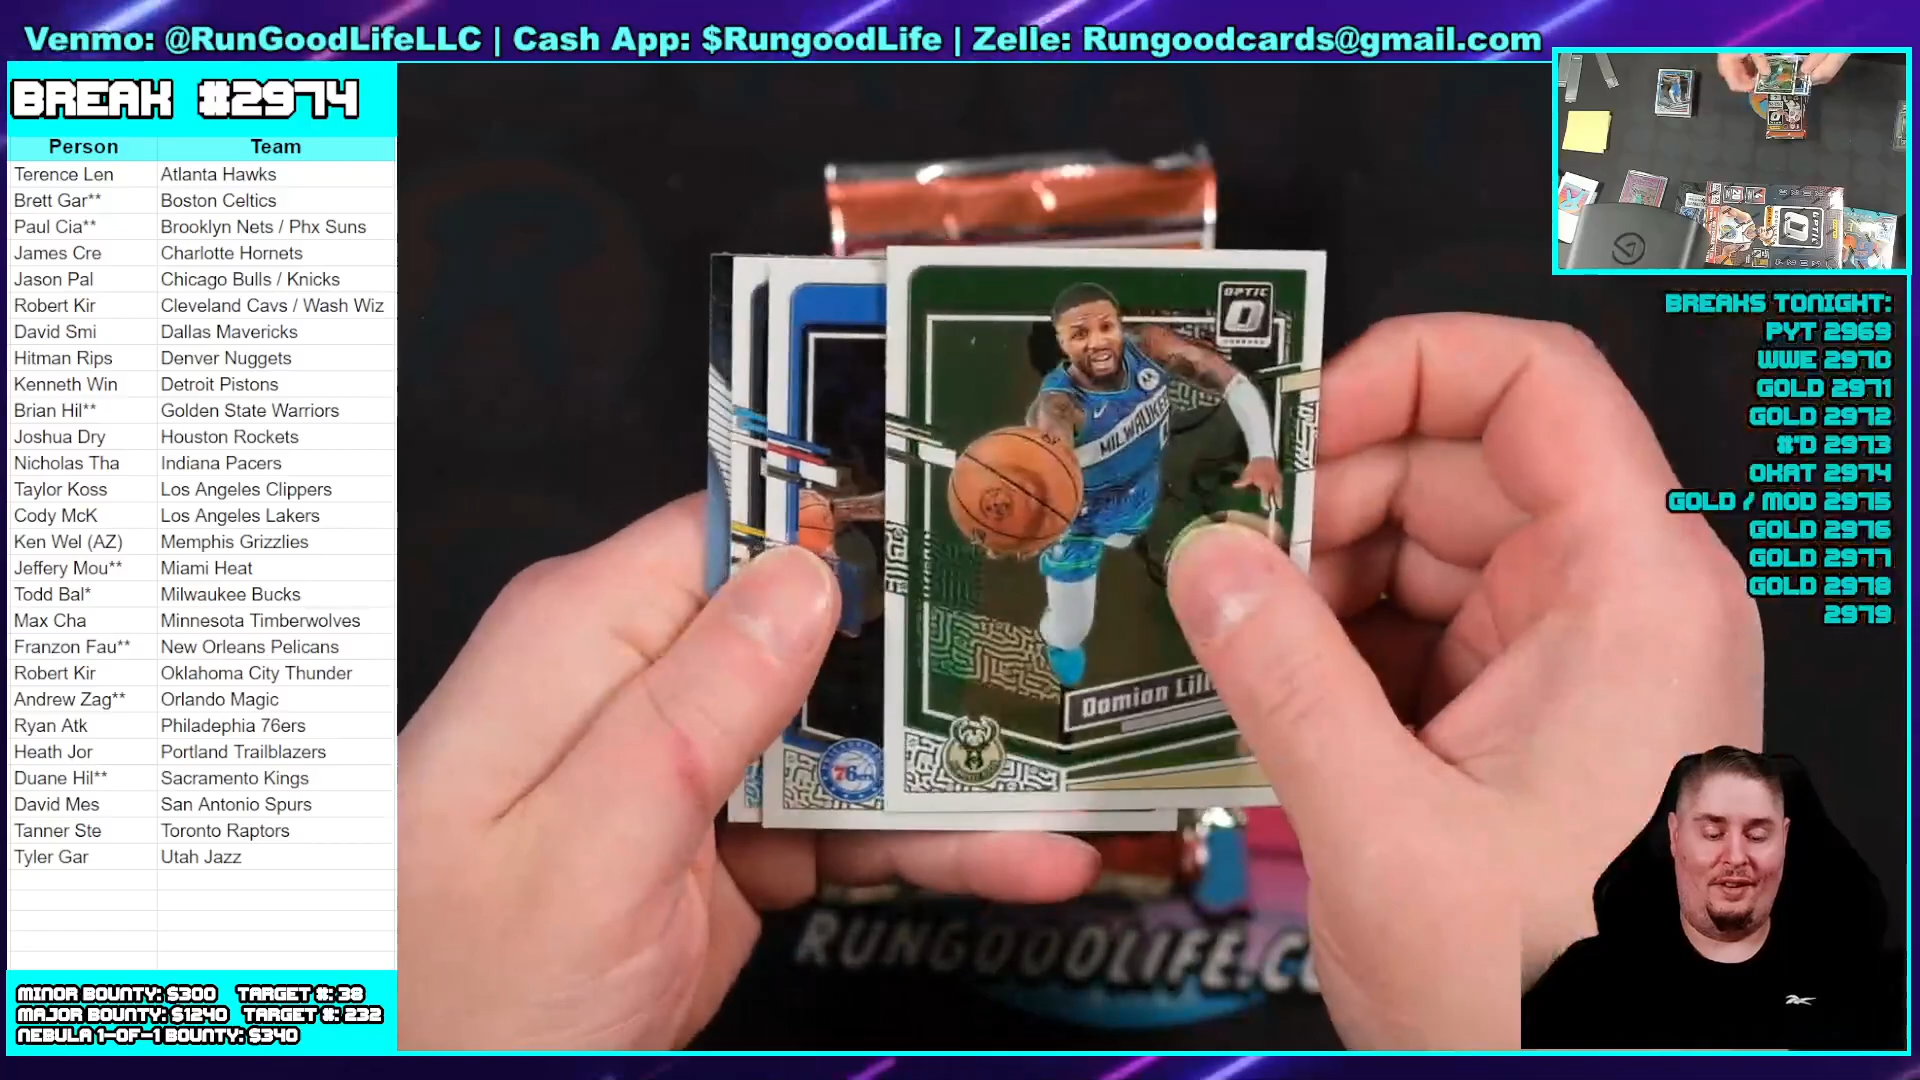 Venmo: @RunGoodLifeLLC | Cash App: $RungoodLife | Zelle: Rungoodcards@gmail.com
BREAK #2974
Person Team
Terence Len Atlanta Hawks
Brett Gar** Boston Celtics
Paul Cia** Brooklyn Nets / Phx Suns
James Cre Charlotte Hornets
Jason Pal Chicago Bulls / Knicks
Robert Kir Cleveland Cavs / Wash Wiz
David Smi Dallas Mavericks
Hitman Rips Denver Nuggets
Kenneth Win Detroit Pistons
Brian Hil** Golden State Warriors
Joshua Dry Houston Rockets
Nicholas Tha Indiana Pacers
Taylor Koss Los Angeles Clippers
Cody McK Los Angeles Lakers
Ken Wel (AZ) Memphis Grizzlies
Jeffery Mou** Miami Heat
Todd Bal* Milwaukee Bucks
Max Cha Minnesota Timberwolves
Franzon Fau** New Orleans Pelicans
Robert Kir Oklahoma City Thunder
Andrew Zag** Orlando Magic
Ryan Atk Philadephia 76ers
Heath Jor Portland Trailblazers
Duane Hil** Sacramento Kings
David Mes San Antonio Spurs
Tanner Ste Toronto Raptors
Tyler Gar Utah Jazz
MINOR BOUNTY: $300 TARGET #: 38
MAJOR BOUNTY: $1240 TARGET #: 232
NEBULA 1-OF-1 BOUNTY: $340
OPTIC
MILWAUKEE
Damian Lill
76ers
RUNGOODLIFE.C
BREAKS TONIGHT:
PYT 2969
WWE 2970
GOLD 2971
GOLD 2972
#'D 2973
OKAT 2974
GOLD / MOD 2975
GOLD 2976
GOLD 2977
GOLD 2978
2979